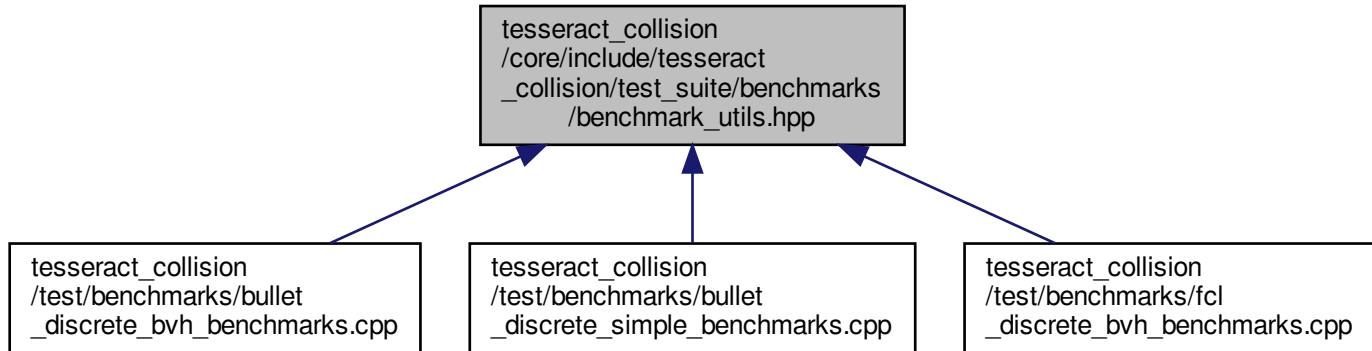 tesseract_collision
/core/include/tesseract
_collision/test_suite/benchmarks
/benchmark_utils.hpp
tesseract_collision
/test/benchmarks/bullet
_discrete_bvh_benchmarks.cpp
tesseract_collision
/test/benchmarks/bullet
_discrete_simple_benchmarks.cpp
tesseract_collision
/test/benchmarks/fcl
_discrete_bvh_benchmarks.cpp